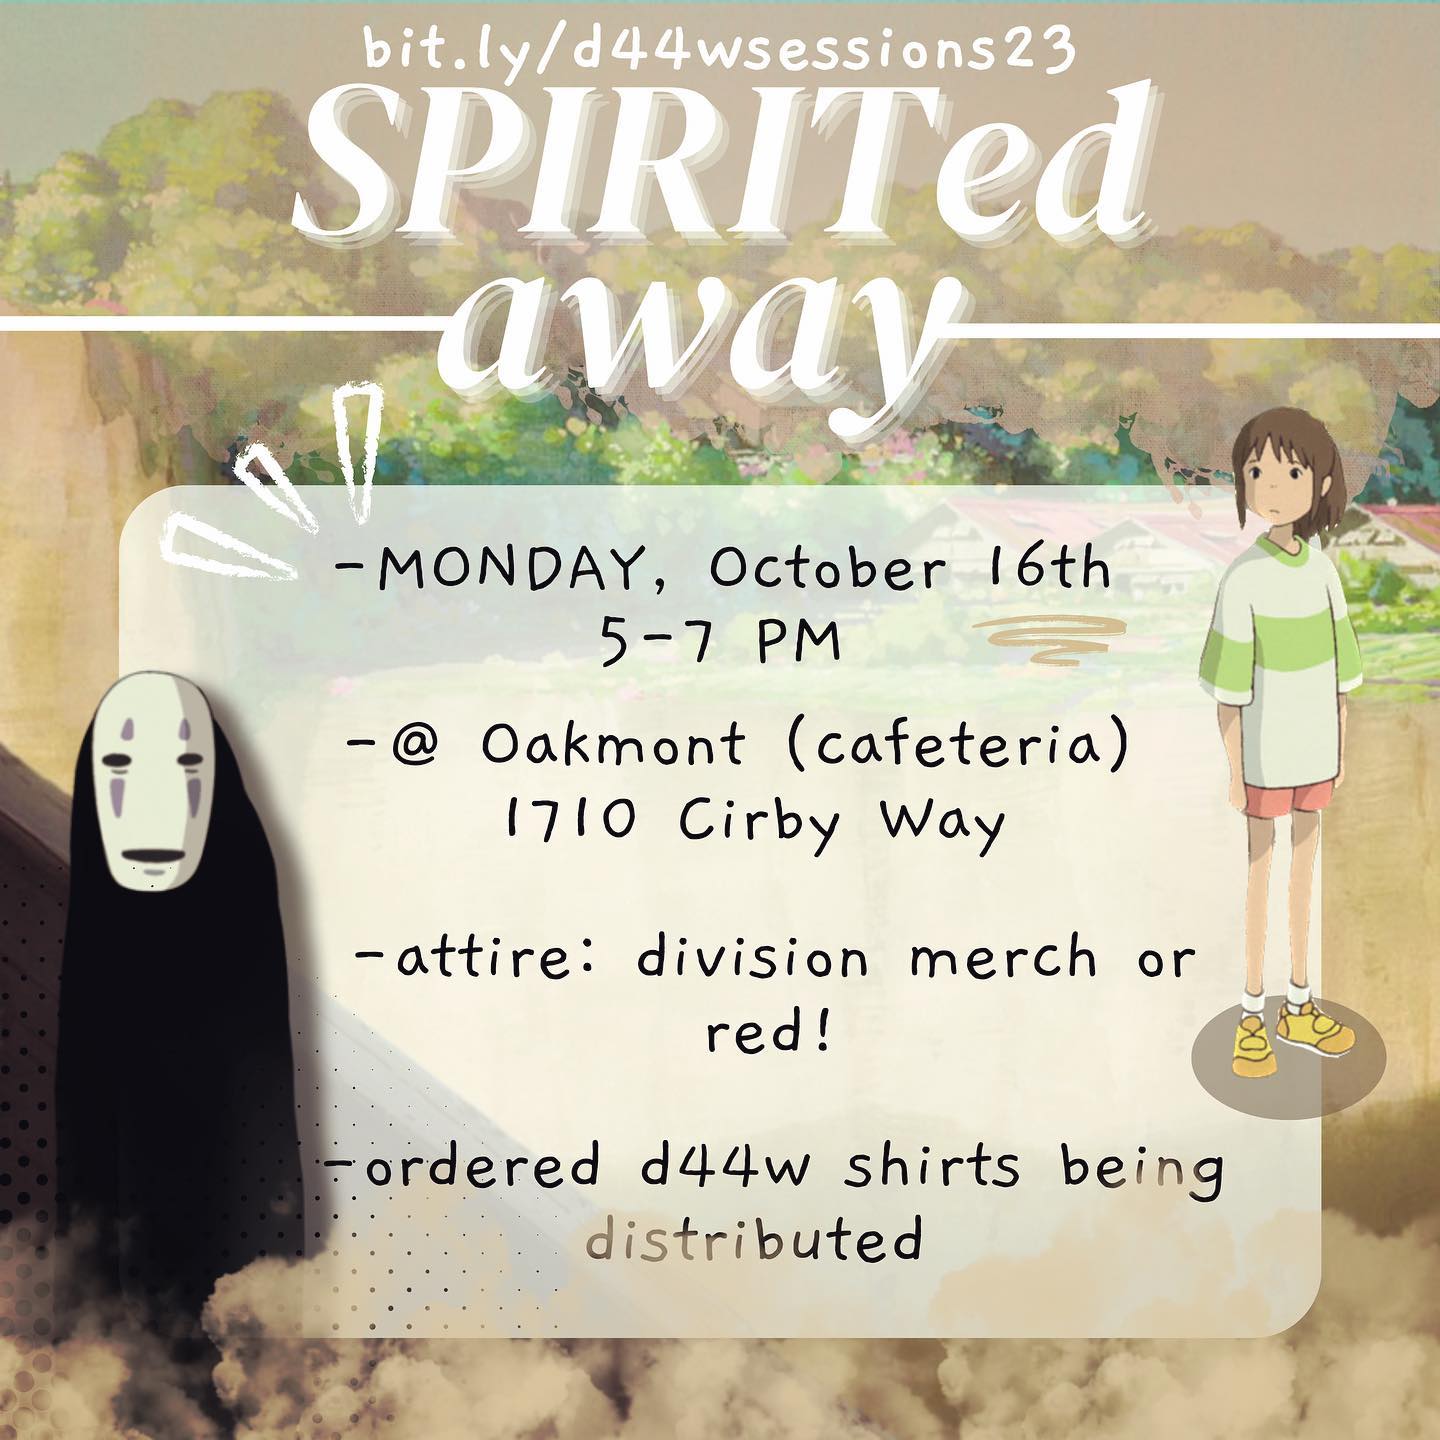 bit.ly/d44wsessions23
SPIRITed
away
-MONDAY, October 16th
5-7 PM
-@ Oakmont (cafeteria)
1710 Cirby Way
-attire: division merch or
red!
-ordered d44w shirts being
distributed